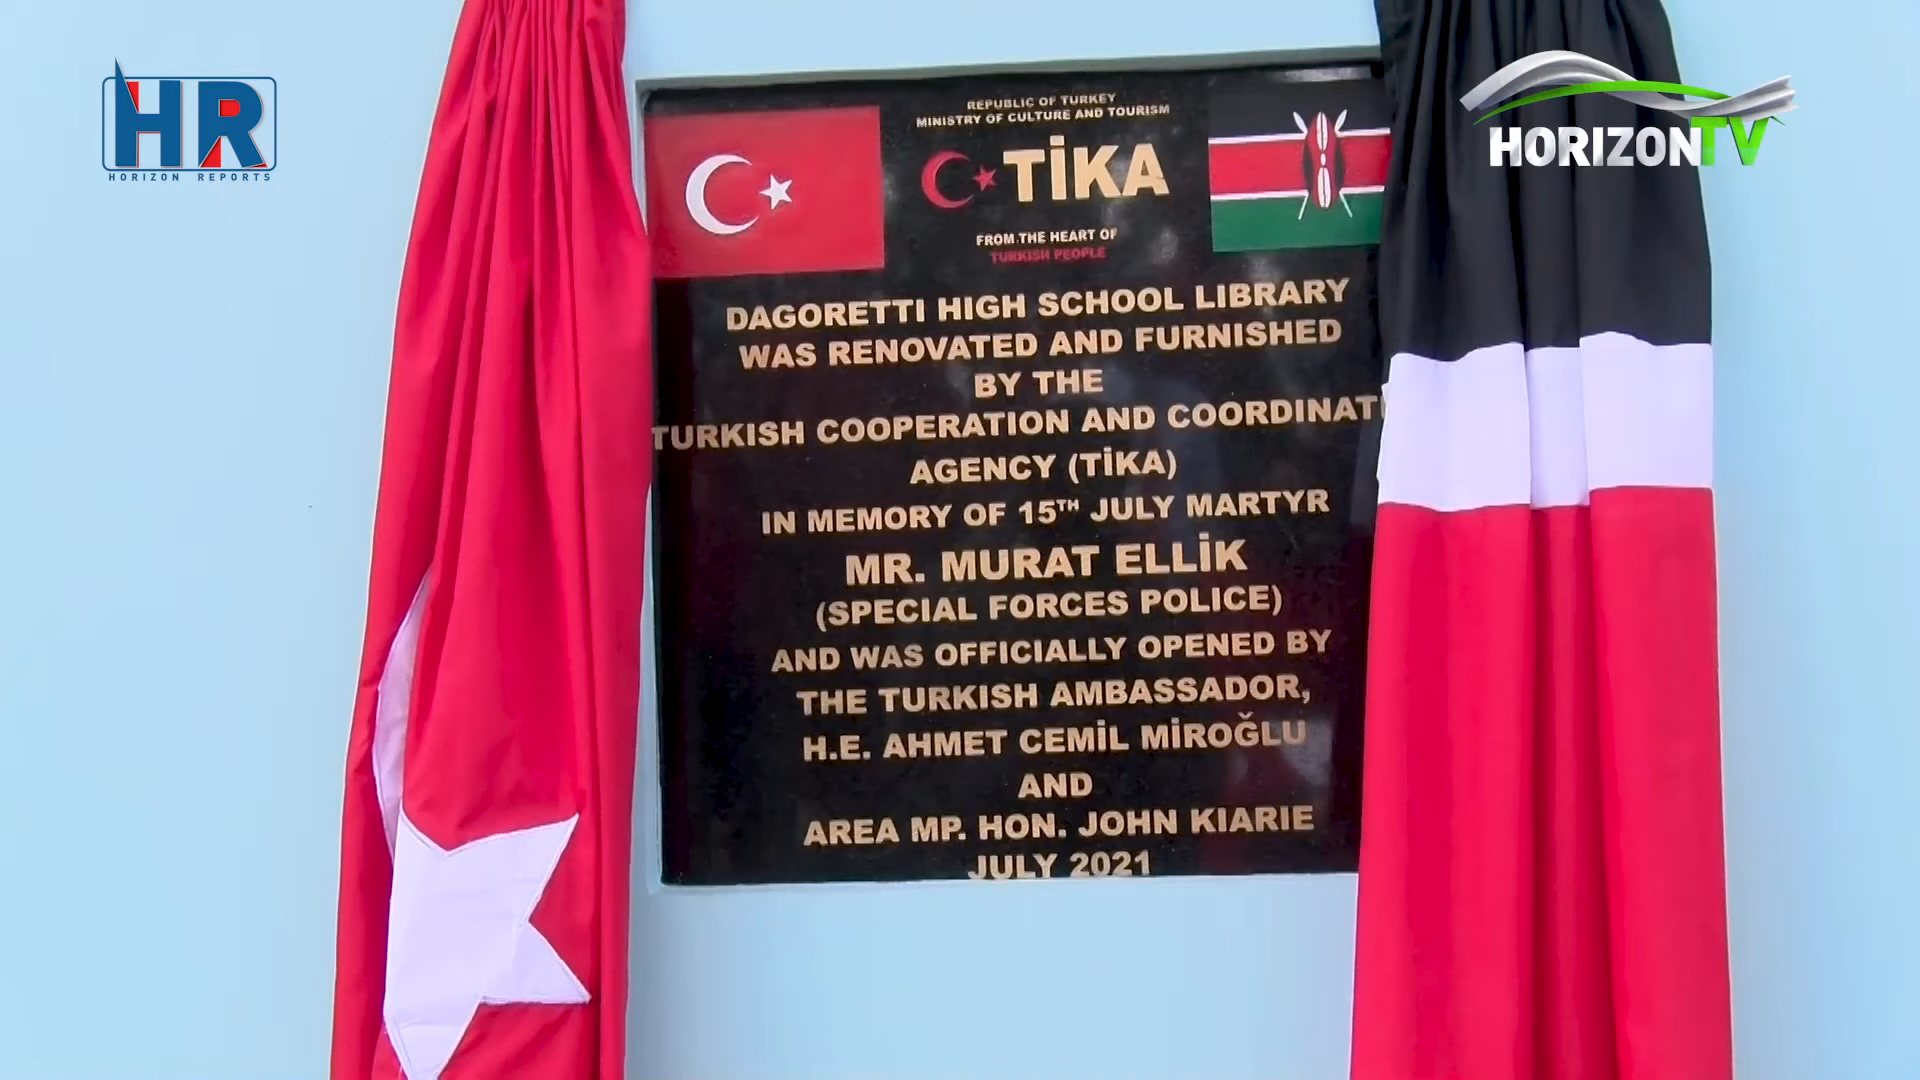 HR
HORIZON REPORTS
HORIZON TV
REPUBLIC OF TURKEY
MINISTRY OF CULTURE AND TOURISM
TİKA
FROM THE HEART OF
TURKISH PEOPLE
DAGORETTI HIGH SCHOOL LIBRARY
WAS RENOVATED AND FURNISHED
BY THE
TURKISH COOPERATION AND COORDINATI
AGENCY (TİKA)
IN MEMORY OF 15TH JULY MARTYR
MR. MURAT ELLİK
(SPECIAL FORCES POLICE)
AND WAS OFFICIALLY OPENED BY
THE TURKISH AMBASSADOR,
H.E. AHMET CEMİL MİROĞLU
AND
AREA MP. HON. JOHN KIARIE
JULY 2021